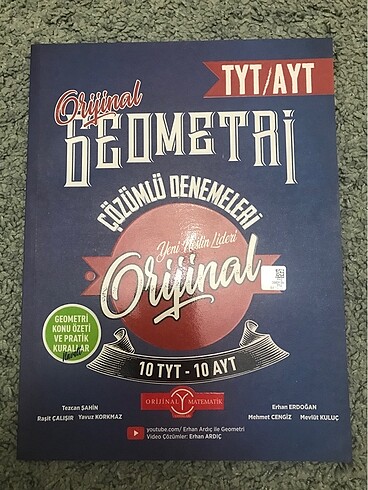 TYT/AYT
Orijinal
GEOMETRİ
ÇÖZÜMLÜ DENEMELERİ
Yeni Neslin Lideri
Orijinal
GEOMETRİ
KONU ÖZETİ
VE PRATİK
KURALLAR
10 TYT - 10 AYT
ORİJİNAL MATEMATİK
Tezcan ŞAHİN
Raşit ÇALIŞIR Yavuz KORKMAZ
Erhan ERDOĞAN
Mehmet CENGİZ Mevlüt KULUÇ
youtube.com/ Erhan Ardıç ile Geometri
Video Çözümler: Erhan ARDIÇ